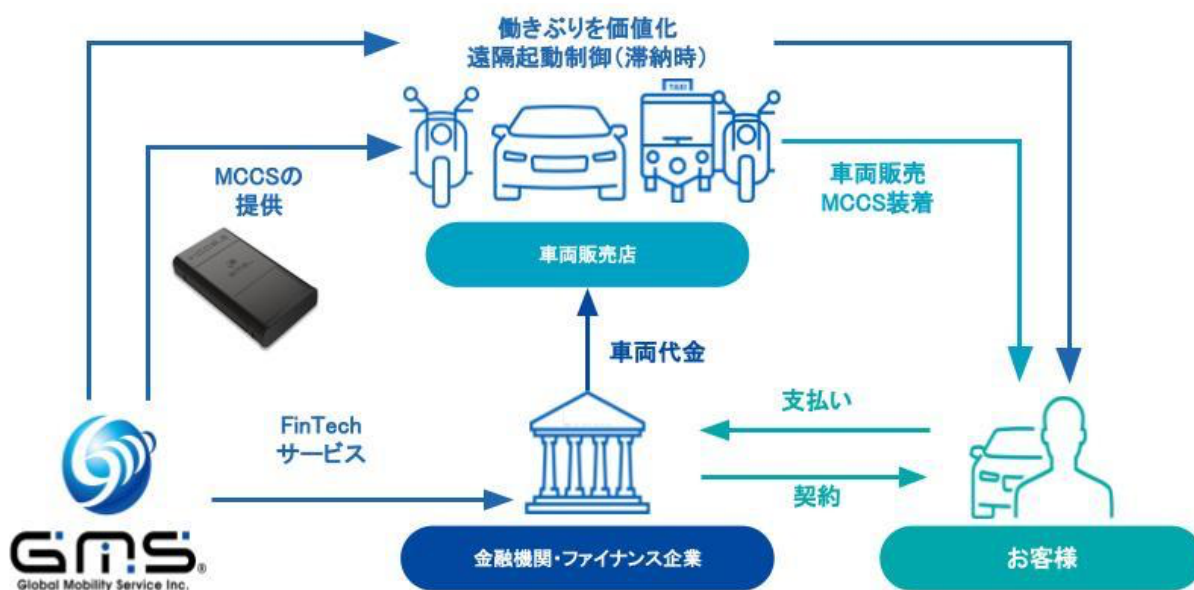 働きぶりを価値化
遠隔起動制御(滞納時)
TAXI
MCCSの
提供
車両販売
MCCS装着
車両販売店
車両代金
FinTech
サービス
支払い
契約
GMS®
Global Mobility Service Inc.
金融機関・ファイナンス企業
お客様